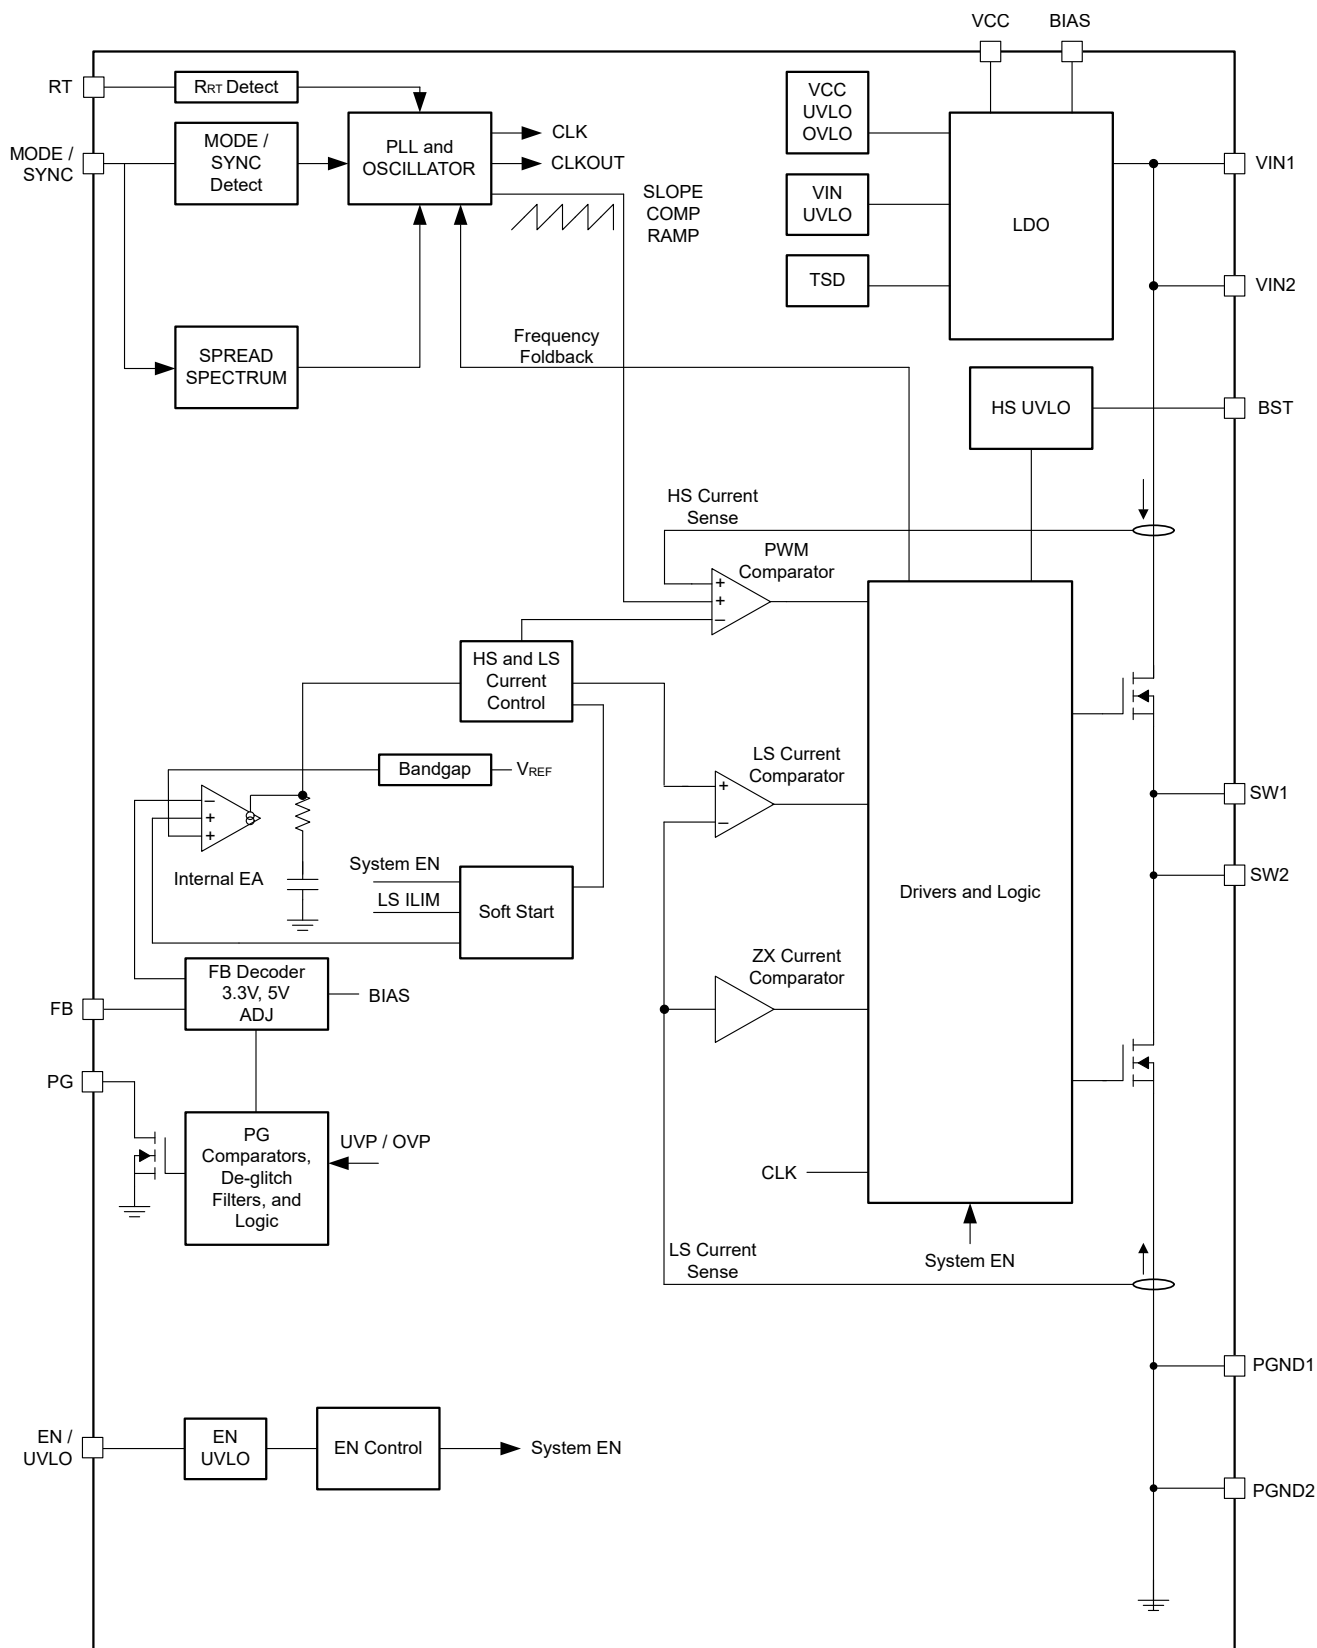 VCC
BIAS
RT
RRT Detect
MODE /
SYNC
MODE /
SYNC
Detect
PLL and
OSCILLATOR
CLK
CLKOUT
SLOPE
COMP
RAMP
VCC
UVLO
OVLO
VIN
UVLO
TSD
LDO
VIN1
VIN2
SPREAD
SPECTRUM
Frequency
Foldback
HS UVLO
BST
HS Current
Sense
PWM
Comparator
+
+
–
HS and LS
Current
Control
Bandgap
VREF
LS Current
Comparator
+
–
SW1
–
+
+
Internal EA
System EN
LS ILIM
Soft Start
Drivers and Logic
SW2
FB Decoder
3.3V, 5V
ADJ
BIAS
FB
ZX Current
Comparator
PG
PG
Comparators,
De-glitch
Filters, and
Logic
UVP / OVP
CLK
System EN
LS Current
Sense
PGND1
EN /
UVLO
EN
UVLO
EN Control
System EN
PGND2